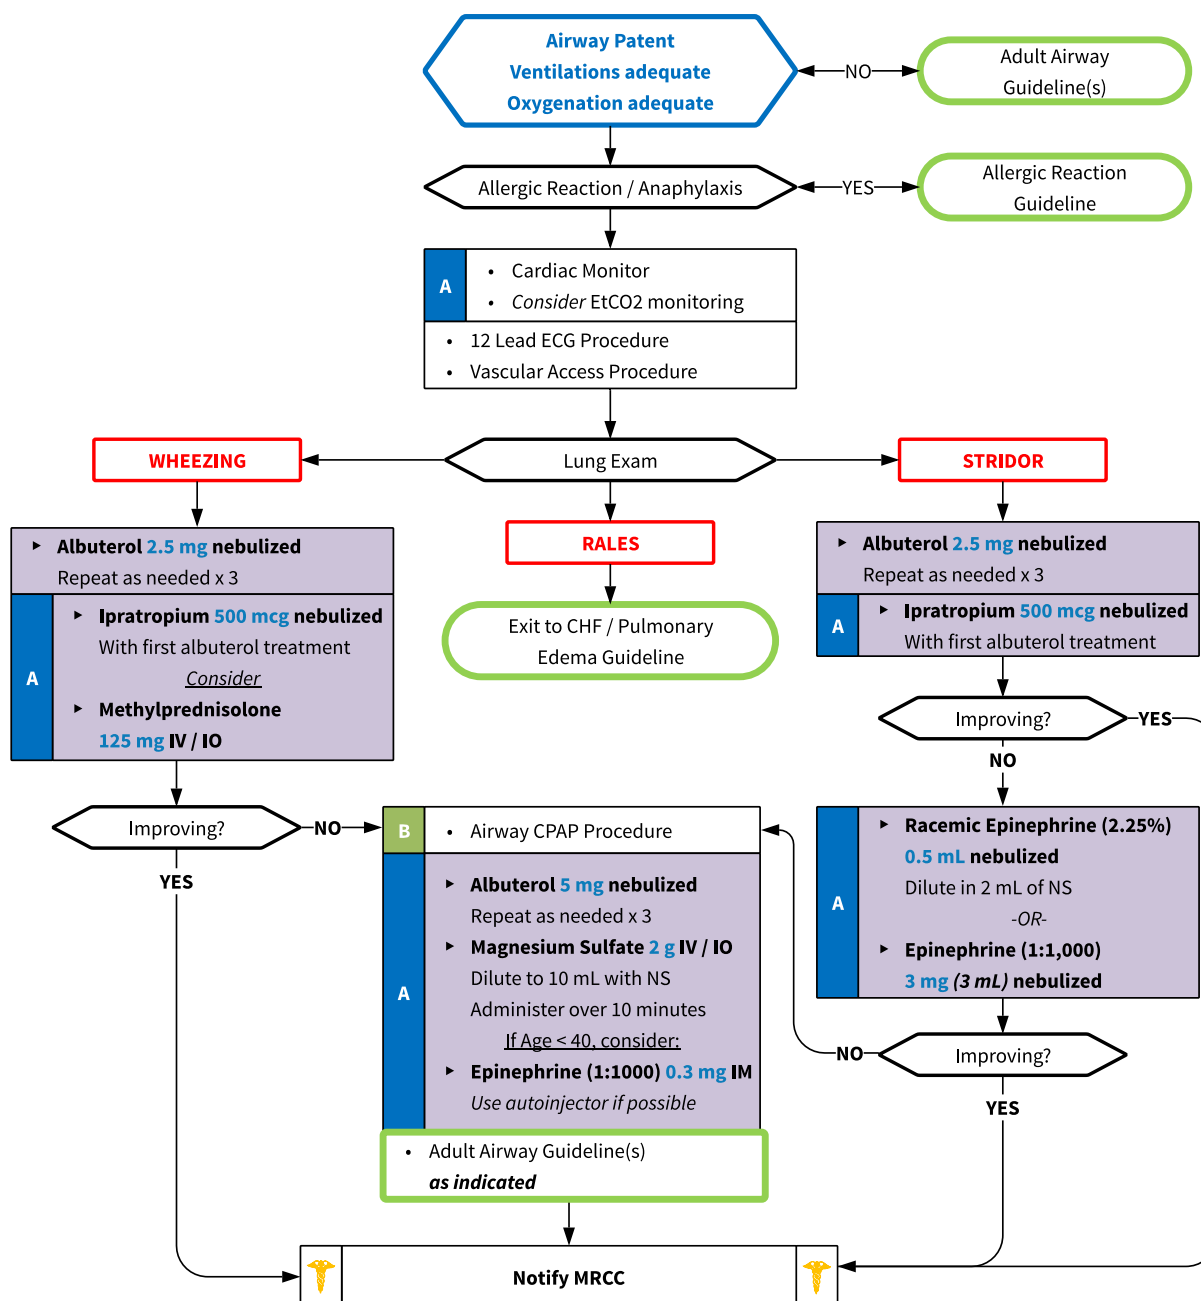 Airway Patent
Ventilations adequate
Oxygenation adequate
NO
Adult Airway
Guideline(s)
Allergic Reaction / Anaphylaxis
YES
Allergic Reaction
Guideline
A
• Cardiac Monitor
• Consider EtCO2 monitoring
• 12 Lead ECG Procedure
• Vascular Access Procedure
WHEEZING
Lung Exam
STRIDOR
RALES
Exit to CHF / Pulmonary
Edema Guideline
▶ Albuterol 2.5 mg nebulized
Repeat as needed x 3
A
▶ Ipratropium 500 mcg nebulized
With first albuterol treatment
Consider
▶ Methylprednisolone
125 mg IV / IO
Improving?
NO
YES
▶ Albuterol 2.5 mg nebulized
Repeat as needed x 3
A
▶ Ipratropium 500 mcg nebulized
With first albuterol treatment
Improving?
YES
NO
A
▶ Racemic Epinephrine (2.25%)
0.5 mL nebulized
Dilute in 2 mL of NS
-OR-
▶ Epinephrine (1:1,000)
3 mg (3 mL) nebulized
Improving?
NO
YES
B
• Airway CPAP Procedure
A
▶ Albuterol 5 mg nebulized
Repeat as needed x 3
▶ Magnesium Sulfate 2 g IV / IO
Dilute to 10 mL with NS
Administer over 10 minutes
If Age < 40, consider:
▶ Epinephrine (1:1000) 0.3 mg IM
Use autoinjector if possible
• Adult Airway Guideline(s)
as indicated
Notify MRCC